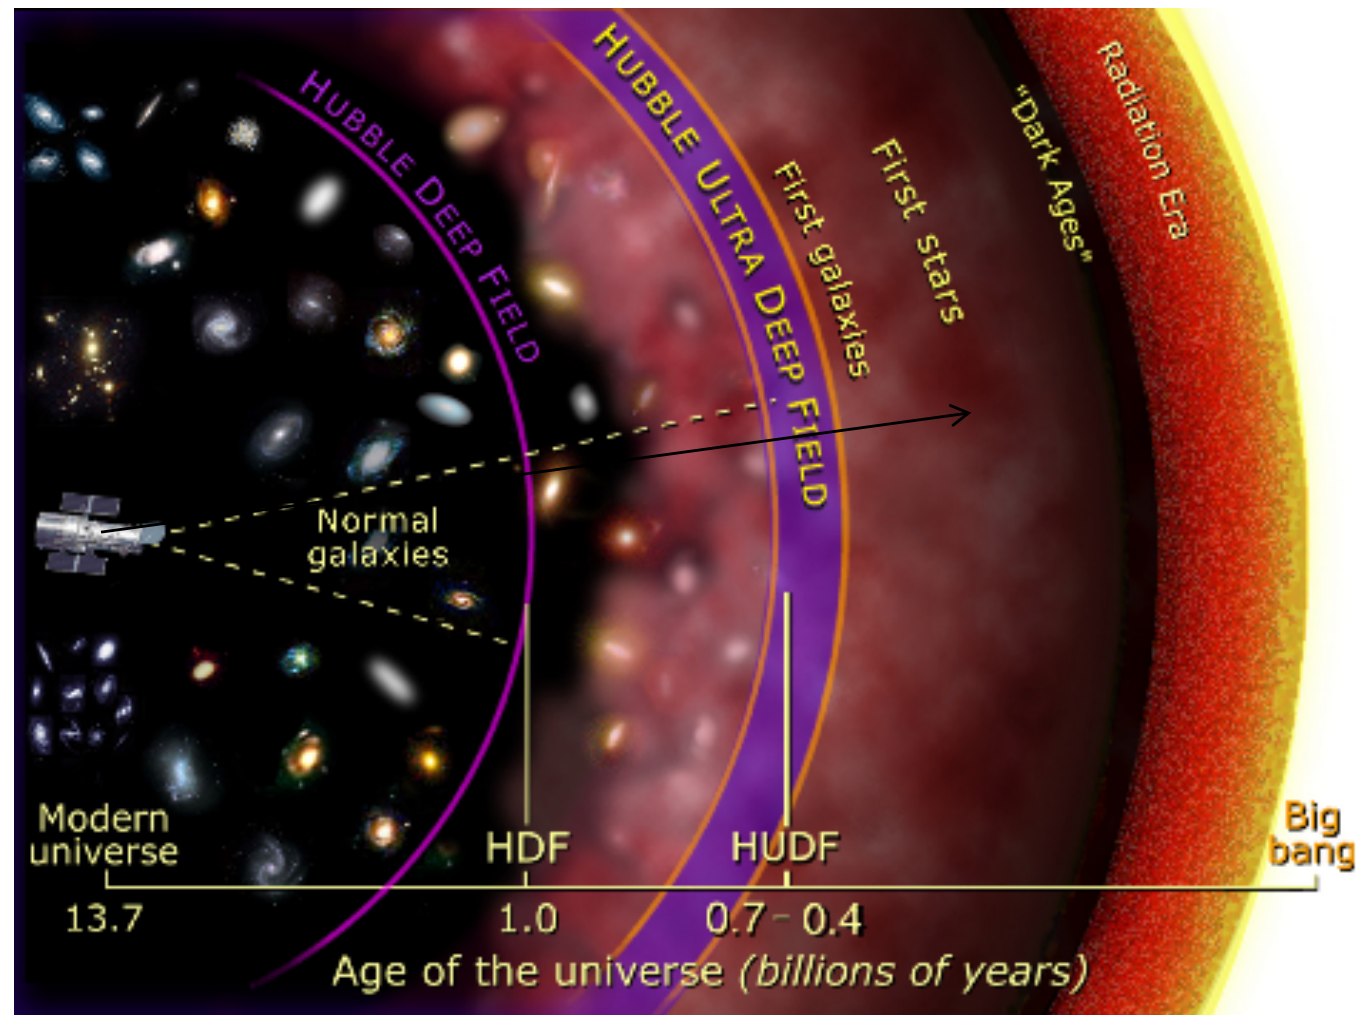 HUBBLE DEEP FIELD
HUBBLE ULTRA DEEP FIELD
First galaxies
First stars
"Dark Ages"
Radiation Era
Normal
galaxies
Modern
universe
HDF
HUDF
Big
bang
13.7
1.0
0.7 - 0.4
Age of the universe (billions of years)